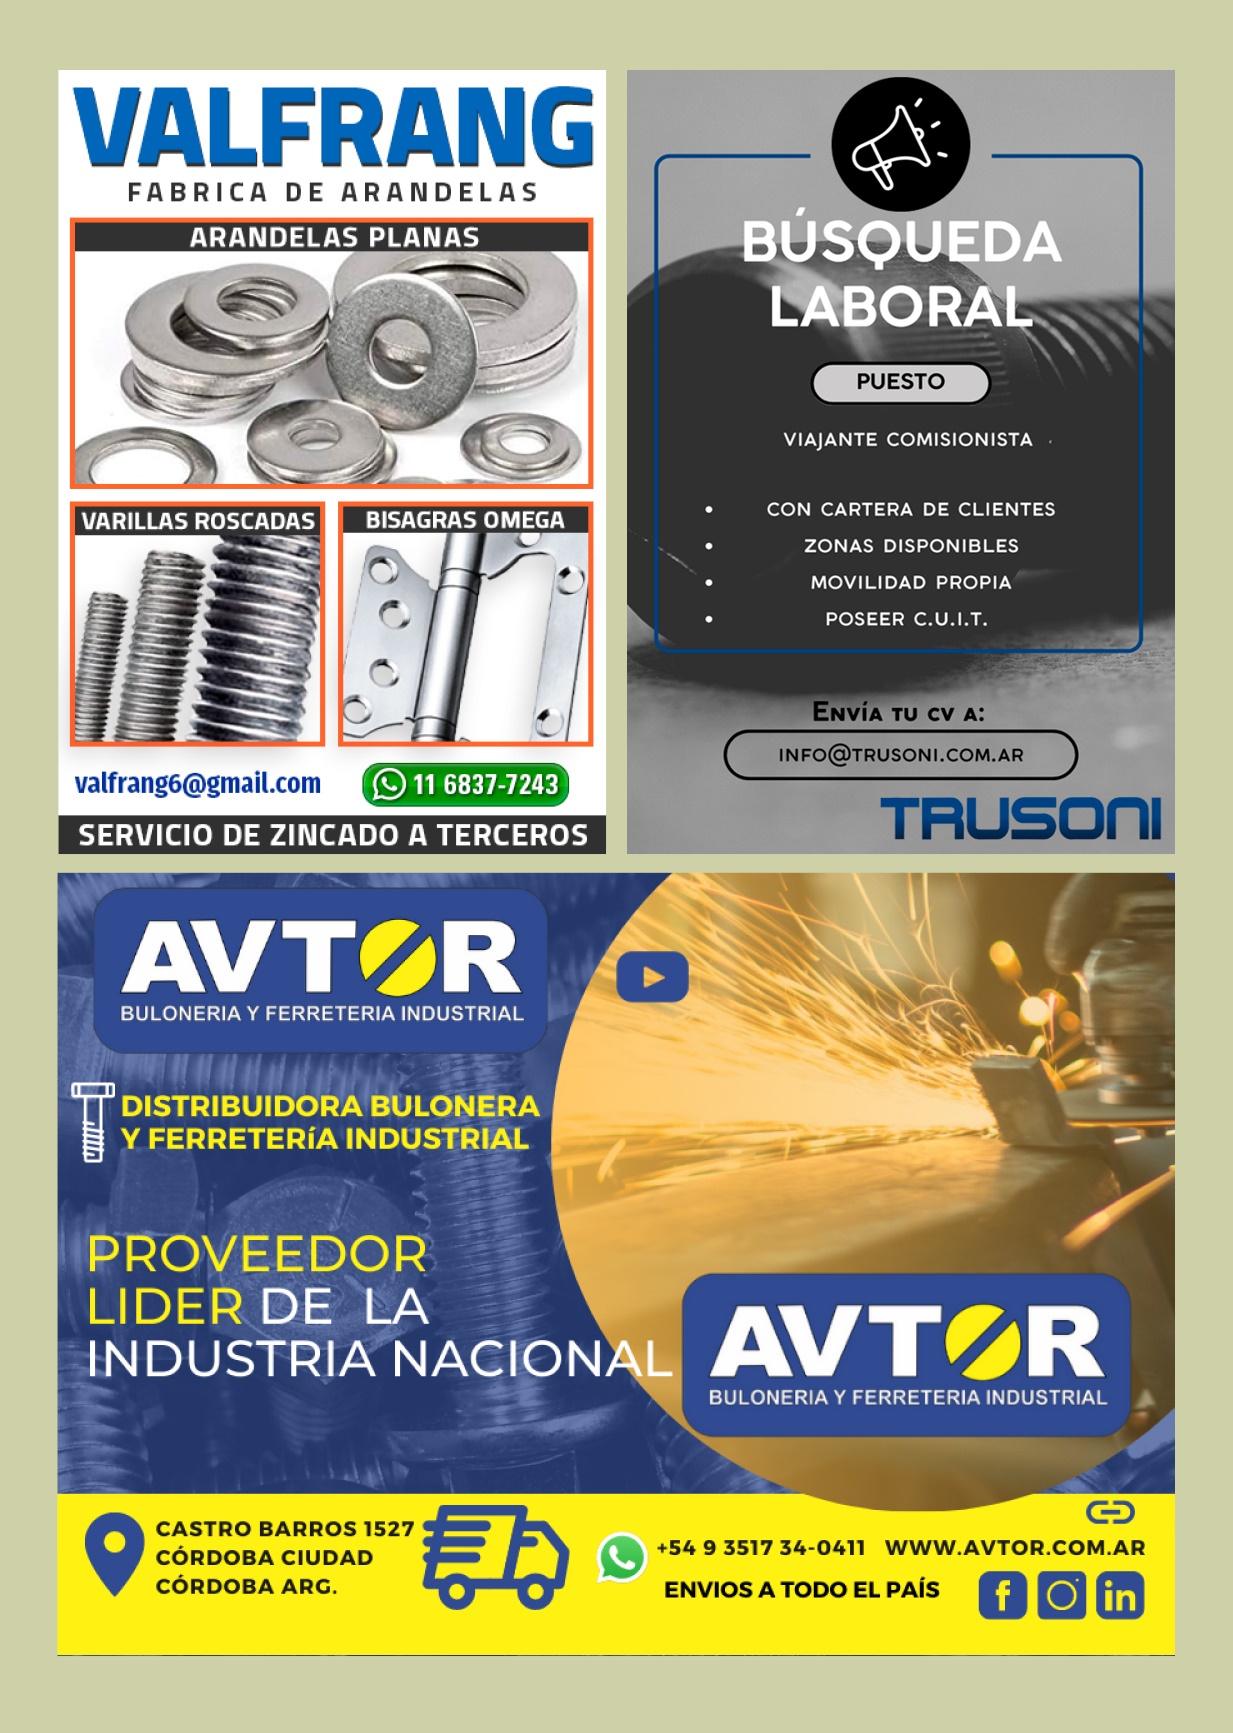 VALFRANG
FABRICA DE ARANDELAS
ARANDELAS PLANAS
VARILLAS ROSCADAS
BISAGRAS OMEGA
valfrang6@gmail.com
11 6837-7243
SERVICIO DE ZINCADO A TERCEROS
BÚSQUEDA
LABORAL
PUESTO
VIAJANTE COMISIONISTA
• CON CARTERA DE CLIENTES
• ZONAS DISPONIBLES
• MOVILIDAD PROPIA
• POSEER C.U.I.T.
ENVÍA TU CV A:
INFO@TRUSONI.COM.AR
TRUSONI
AVTOR
BULONERIA Y FERRETERIA INDUSTRIAL
DISTRIBUIDORA BULONERA
Y FERRETERíA INDUSTRIAL
PROVEEDOR
LIDER DE LA
INDUSTRIA NACIONAL
AVTOR
BULONERIA Y FERRETERIA INDUSTRIAL
CASTRO BARROS 1527
CÓRDOBA CIUDAD
CÓRDOBA ARG.
+54 9 3517 34-0411 WWW.AVTOR.COM.AR
ENVIOS A TODO EL PAÍS